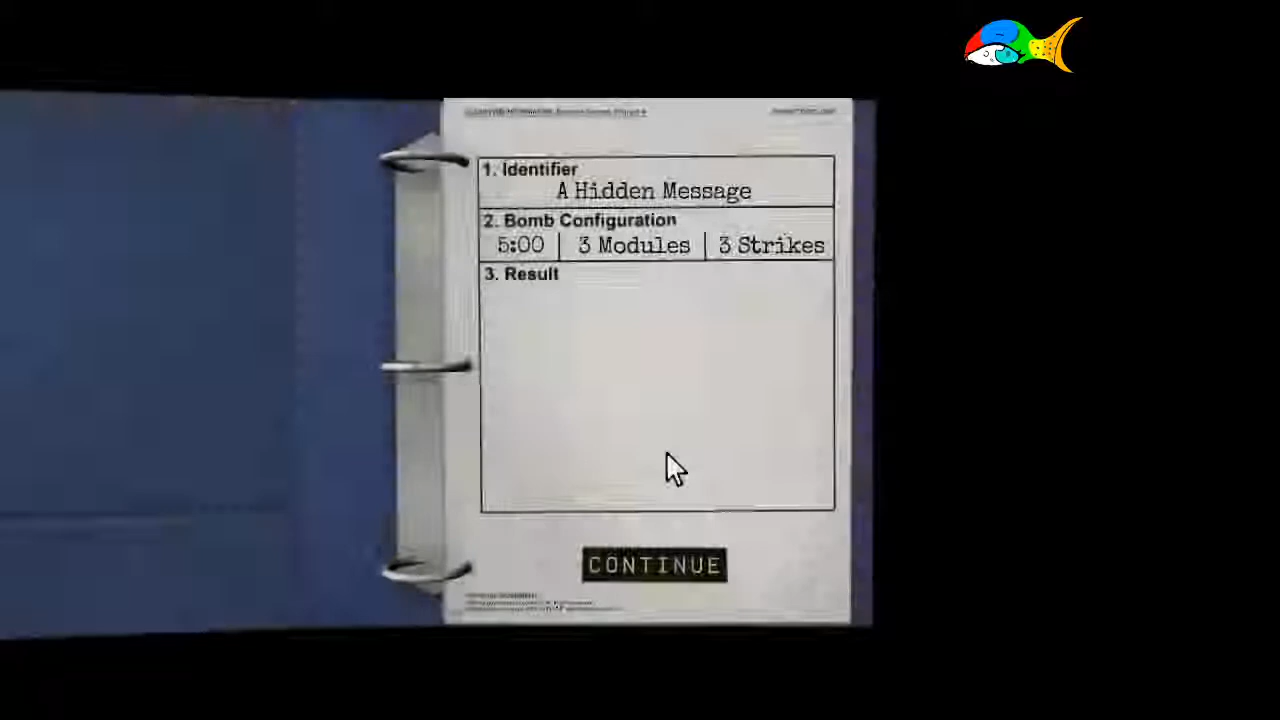 1. Identifier
A Hidden Message
2. Bomb Configuration
5:00 3 Modules 3 Strikes
3. Result
CONTINUE